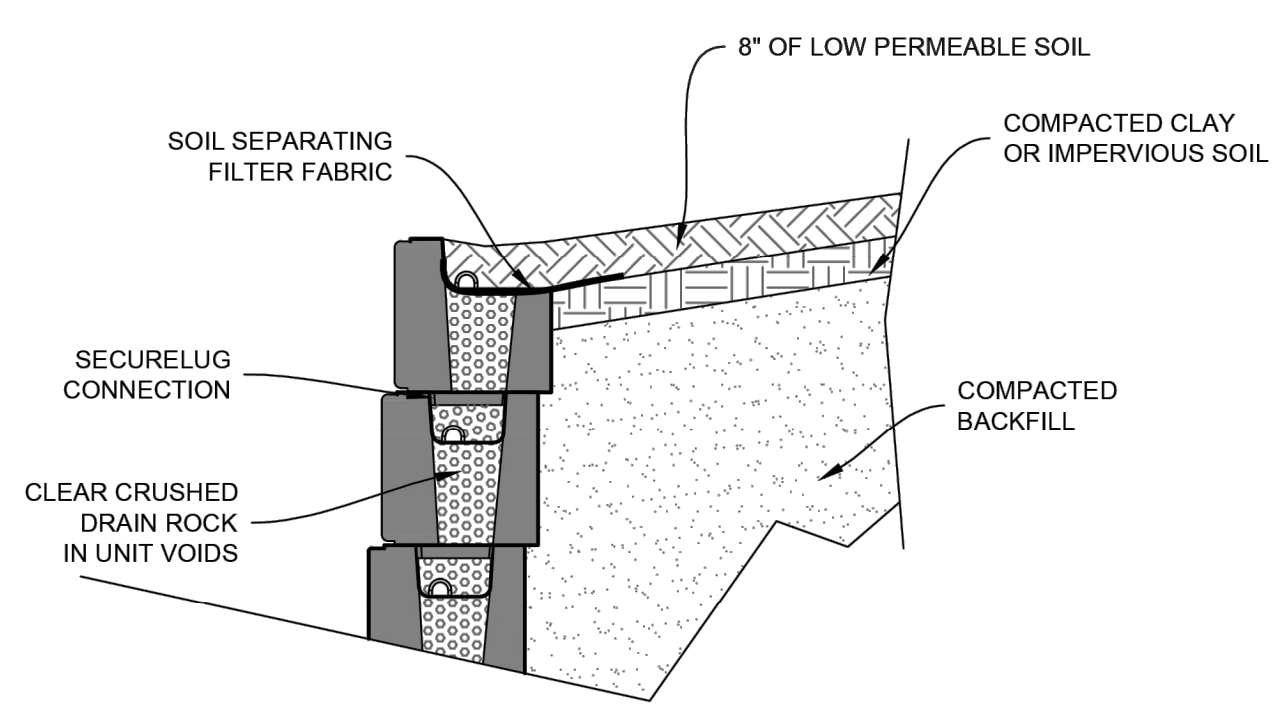 8" OF LOW PERMEABLE SOIL
COMPACTED CLAY
OR IMPERVIOUS SOIL
SOIL SEPARATING
FILTER FABRIC
SECURELUG
CONNECTION
COMPACTED
BACKFILL
CLEAR CRUSHED
DRAIN ROCK
IN UNIT VOIDS